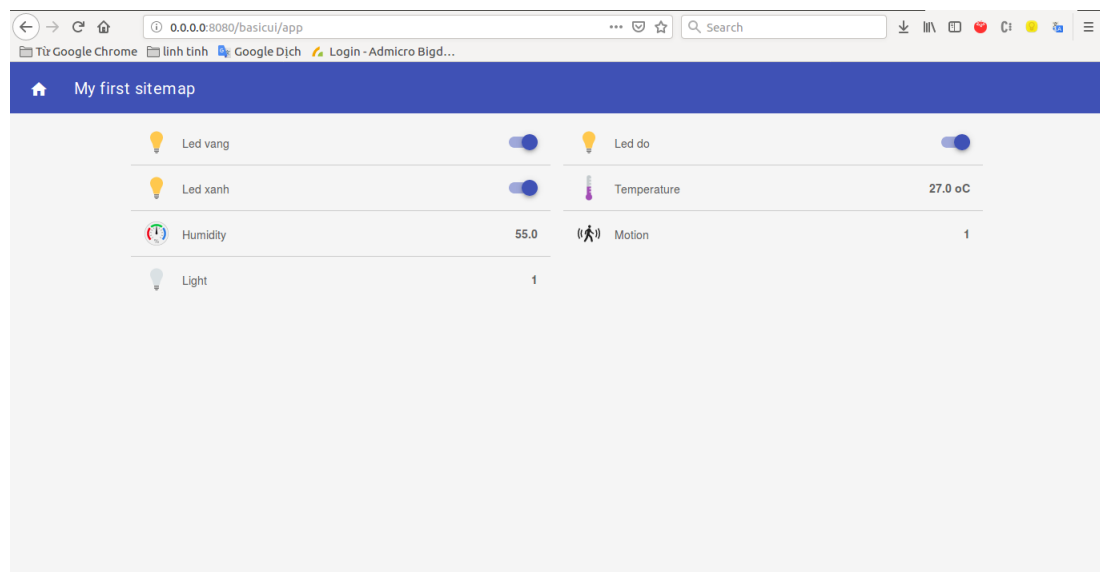 0.0.0.0:8080/basicui/app
Search
Từ Google Chrome linh tinh Google Dịch Login - Admicro Bigd...
My first sitemap
Led vang
Led do
Led xanh
Temperature 27.0 oC
Humidity 55.0
Motion 1
Light 1